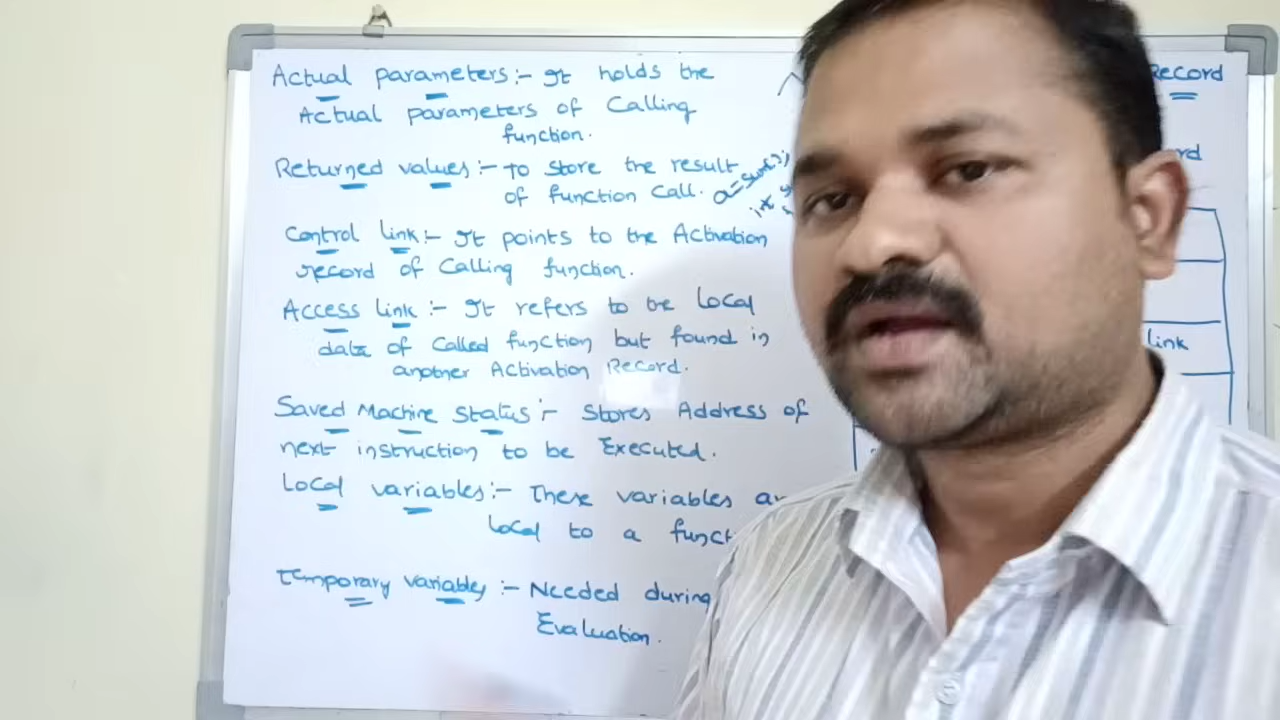 Actual parameters:- It holds the
Actual parameters of Calling
function.
Returned values:- To store the result
of function Call.
Control link:- It points to the Activation
record of Calling function.
Access link:- It refers to the Local
data of Called function but found in
another Activation Record.
Saved Machine Status:- Stores Address of
next instruction to be Executed.
Local variables:- These variables
local to a
Temporary variables:- Needed during
Evaluation.
Record
link